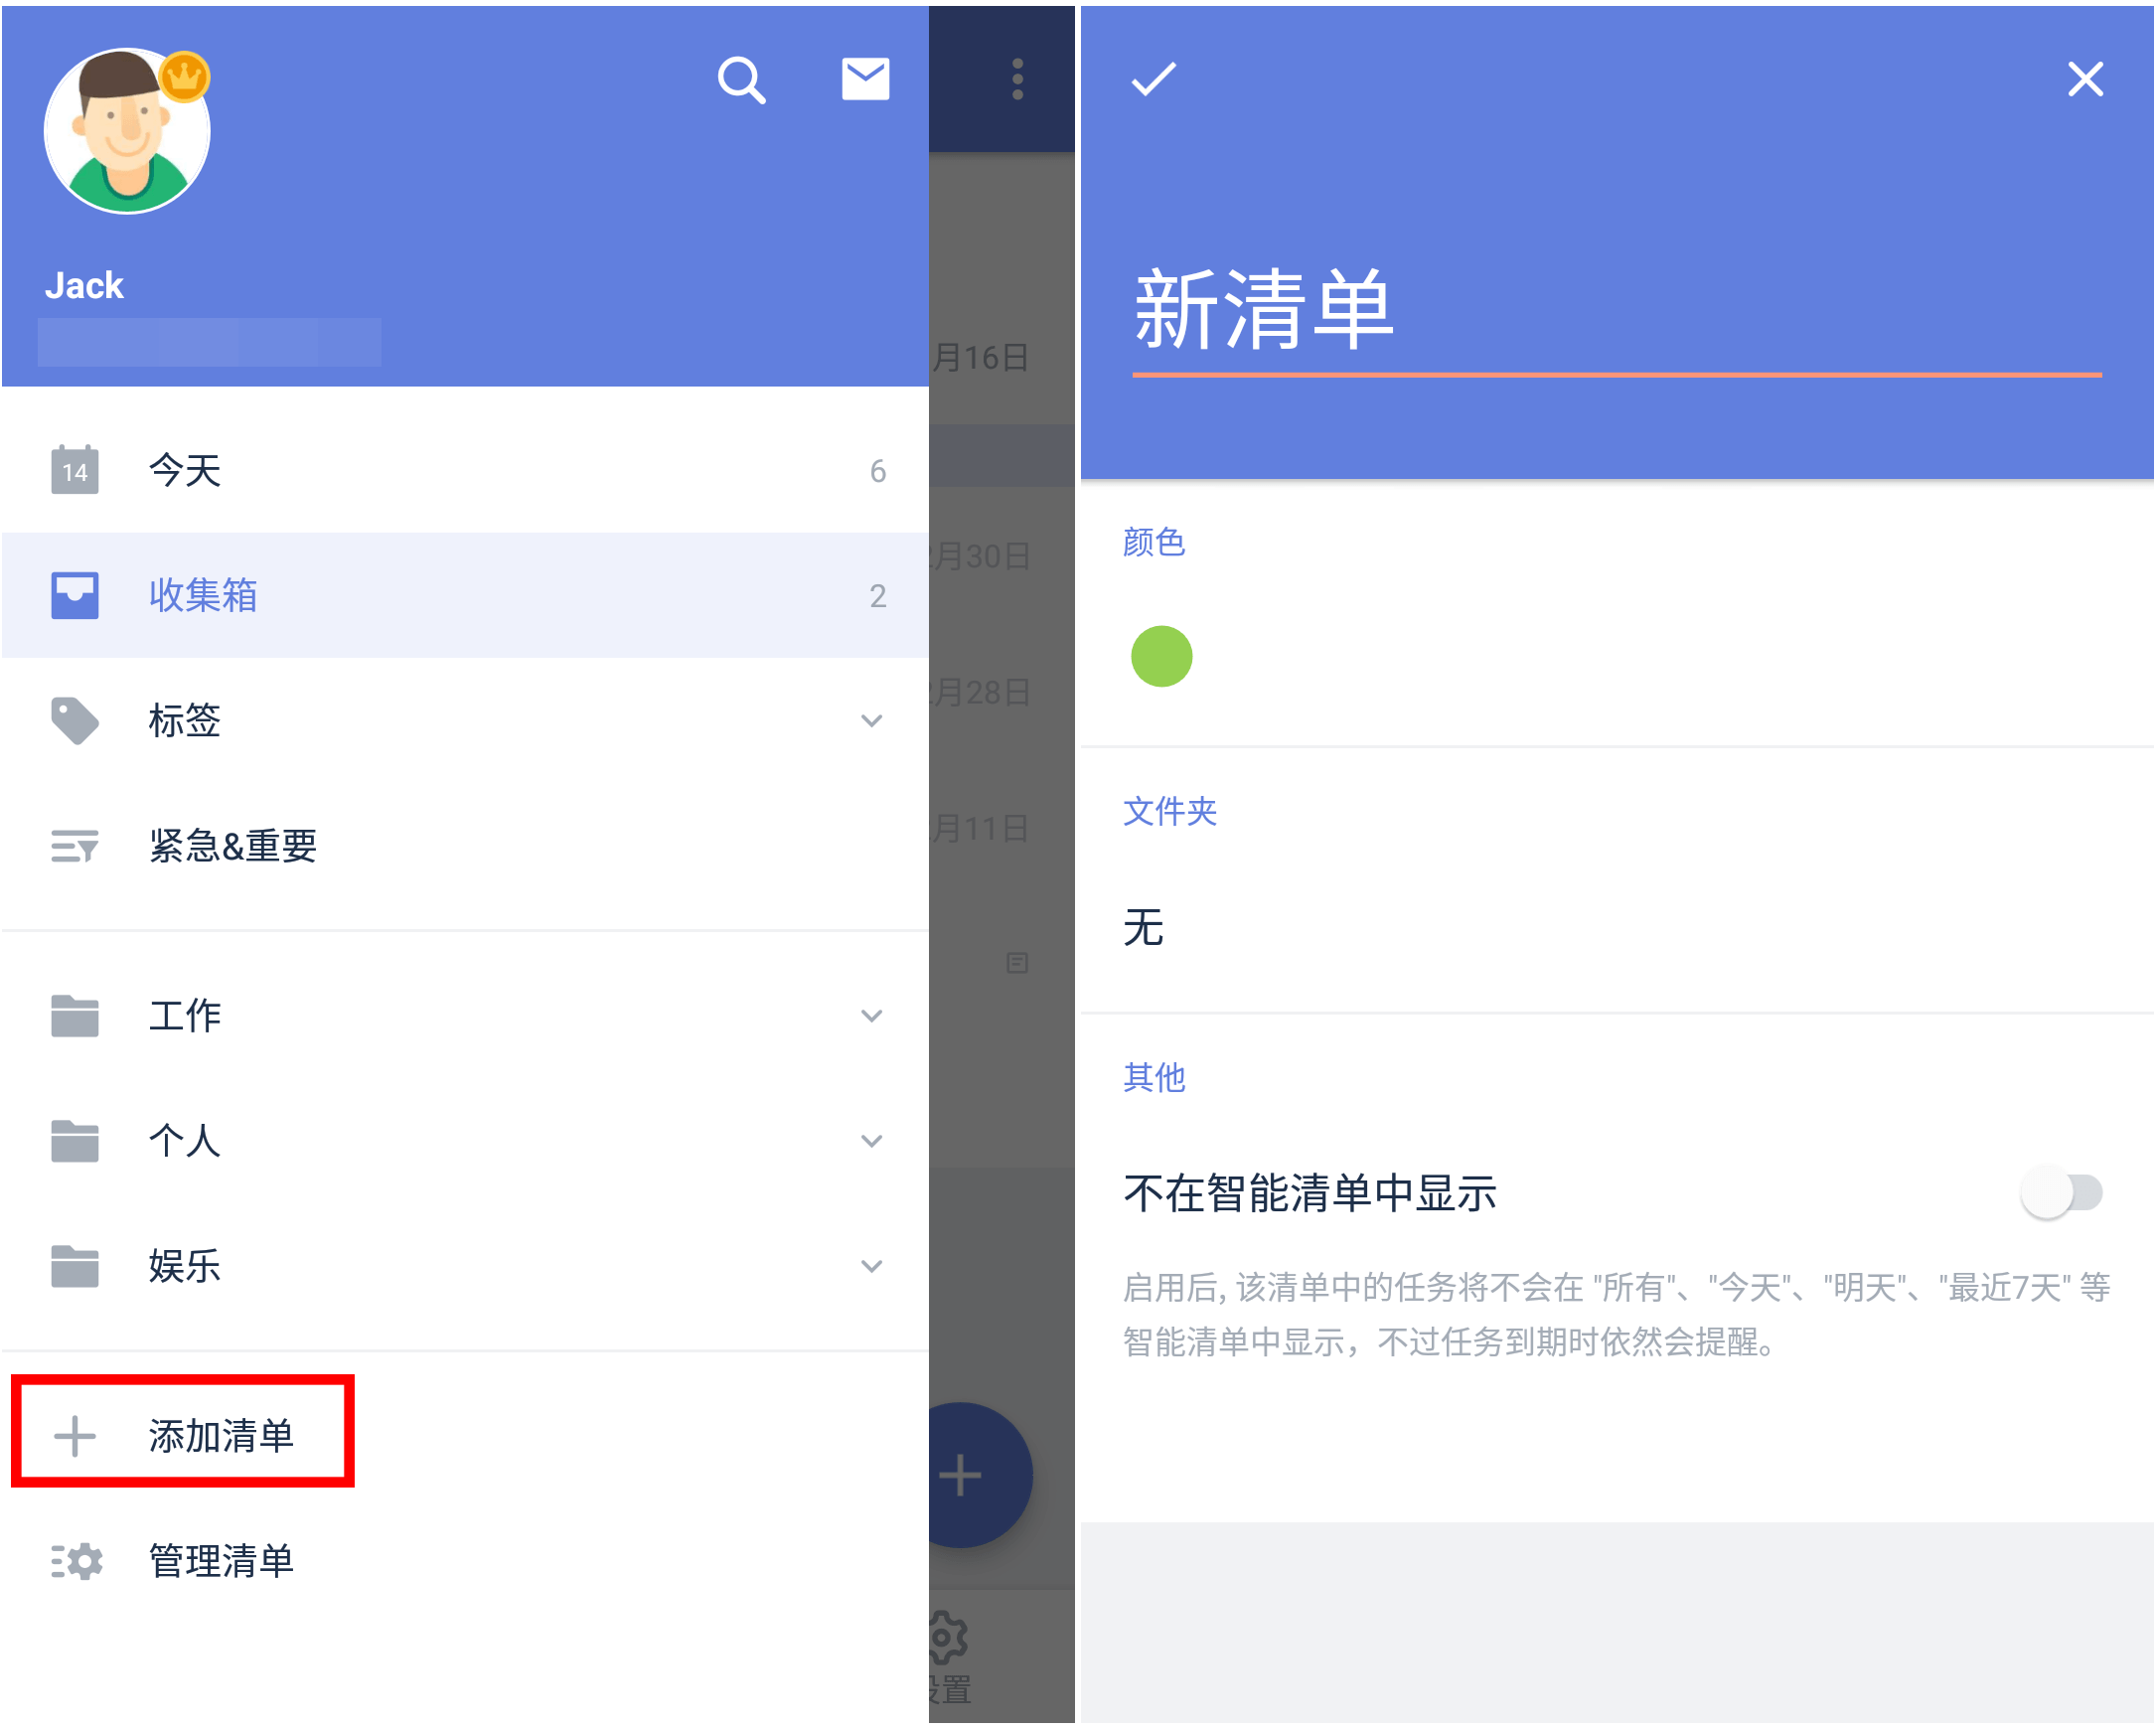 Jack
14
今天
6
收集箱
2
标签
紧急&重要
工作
个人
娱乐
添加清单
管理清单
月16日
月30日
月28日
月11日
置
新清单
颜色
文件夹
无
其他
不在智能清单中显示
启用后, 该清单中的任务将不会在 "所有"、"今天"、"明天"、"最近7天" 等
智能清单中显示，不过任务到期时依然会提醒。